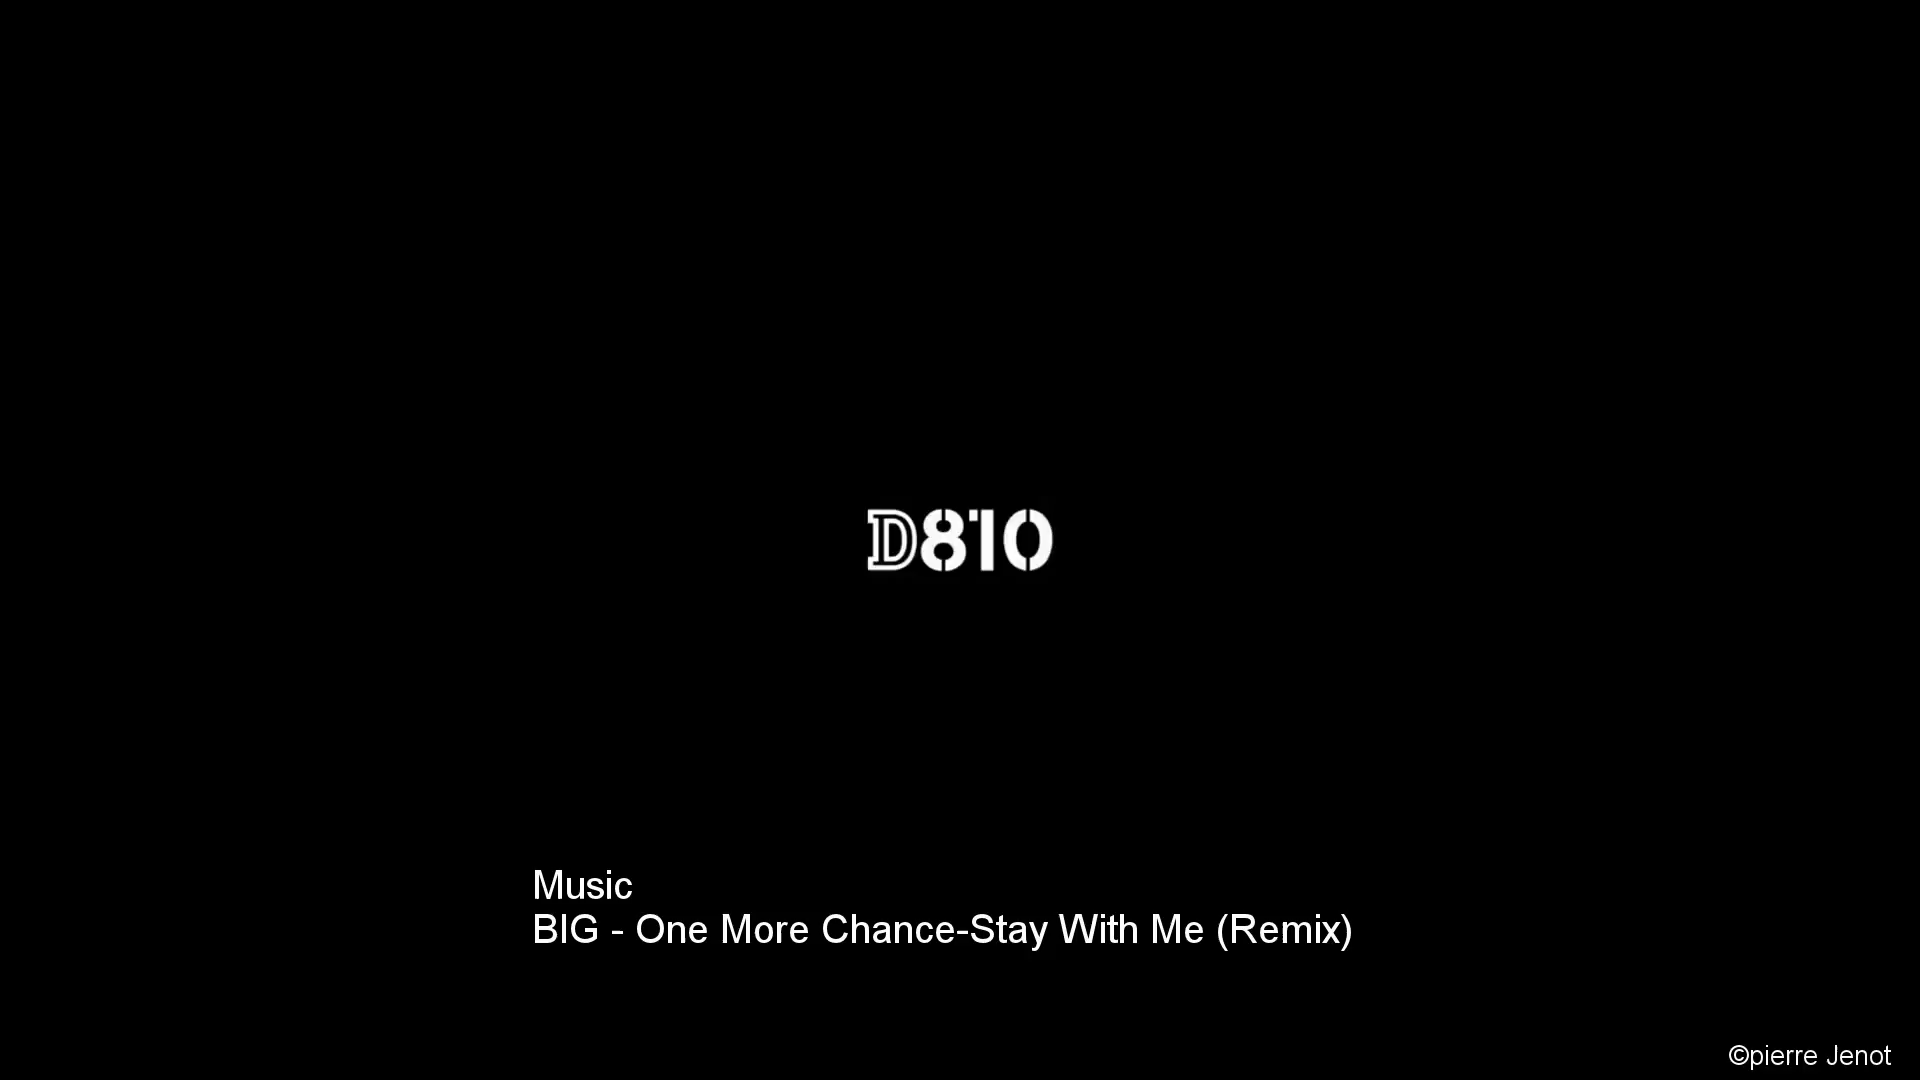 D810
Music
BIG - One More Chance-Stay With Me (Remix)
©pierre Jenot